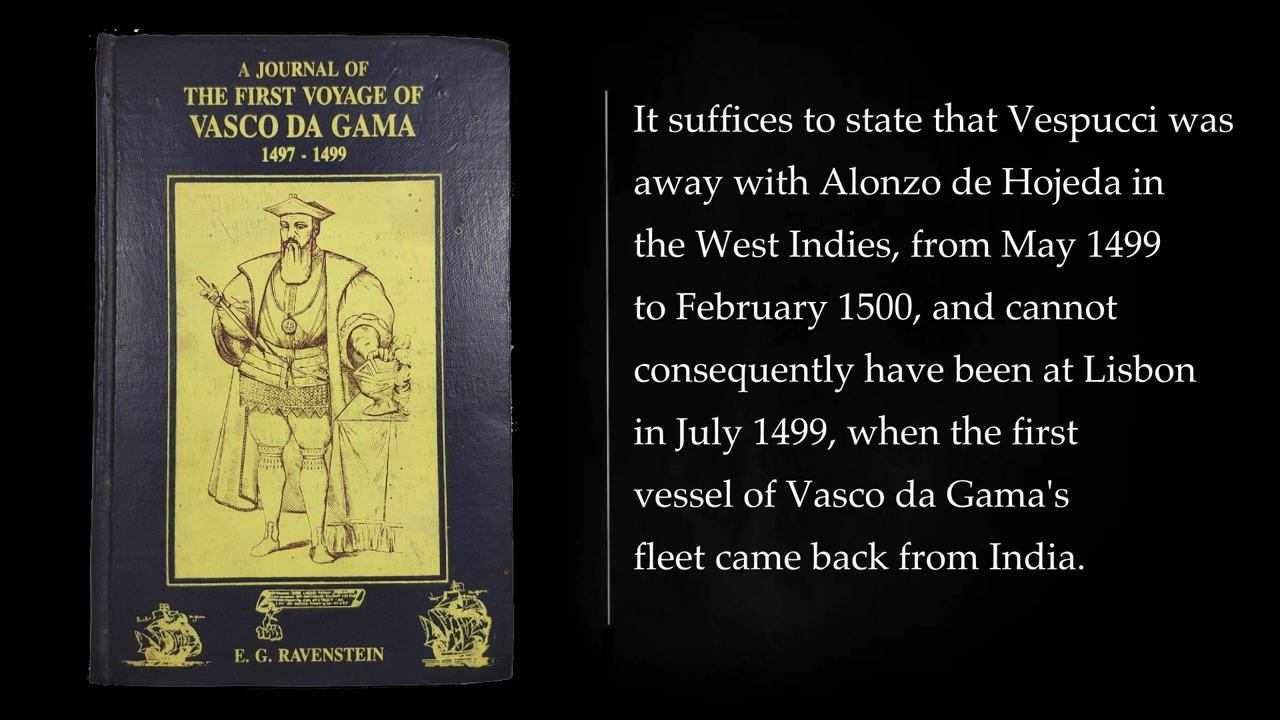 A JOURNAL OF
THE FIRST VOYAGE OF
VASCO DA GAMA
1497 - 1499
E. G. RAVENSTEIN
It suffices to state that Vespucci was
away with Alonzo de Hojeda in
the West Indies, from May 1499
to February 1500, and cannot
consequently have been at Lisbon
in July 1499, when the first
vessel of Vasco da Gama's
fleet came back from India.